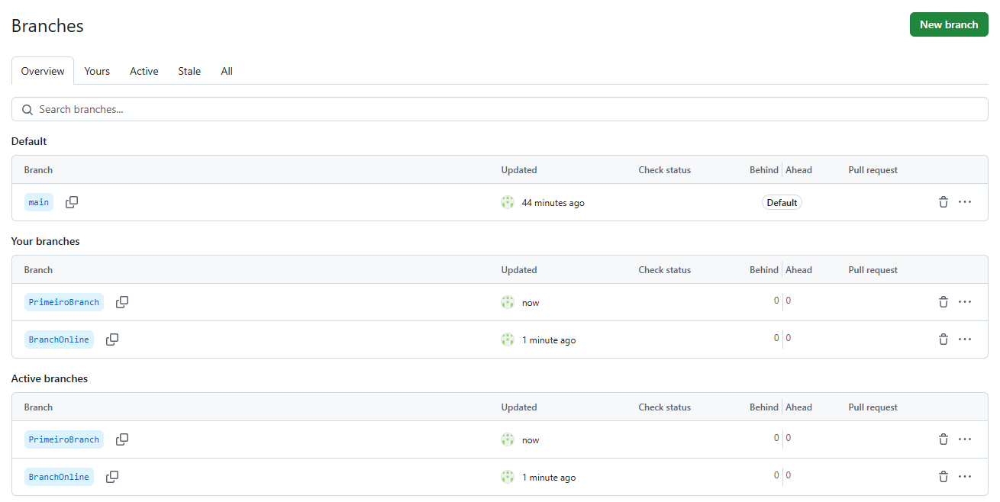 Branches
New branch
Overview Yours Active Stale All
Search branches...
Default
Branch Updated Check status Behind Ahead Pull request
main 44 minutes ago Default
Your branches
Branch Updated Check status Behind Ahead Pull request
PrimeiroBranch now 0 0
BranchOnline 1 minute ago 0 0
Active branches
Branch Updated Check status Behind Ahead Pull request
PrimeiroBranch now 0 0
BranchOnline 1 minute ago 0 0